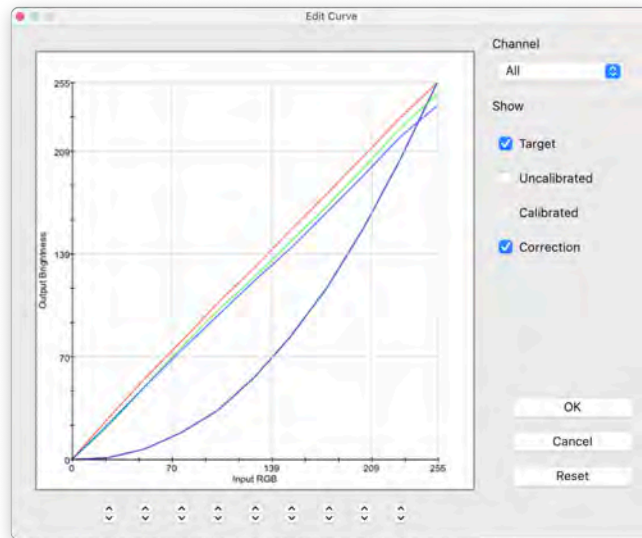 Edit Curve
Channel
All
Show
Target
Uncalibrated
Calibrated
Correction
OK
Cancel
Reset
255
209
139
70
0
Output Brightness
0
70
139
209
255
Input RGB